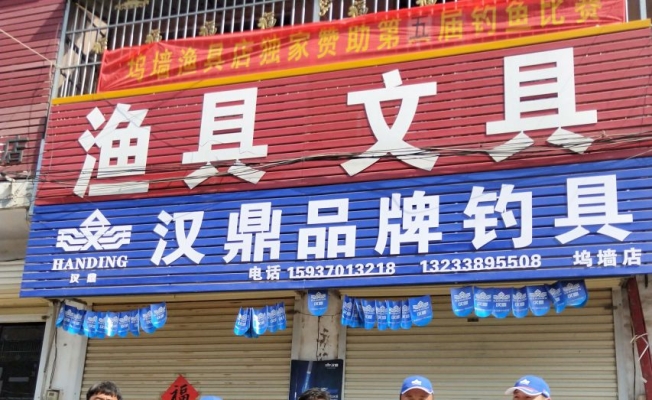 坞墙渔具店独家赞助第五届钓鱼比赛
渔具 文具
汉鼎品牌钓具
HANDING
汉鼎
电话 15937013218 13233895508 坞墙店
福